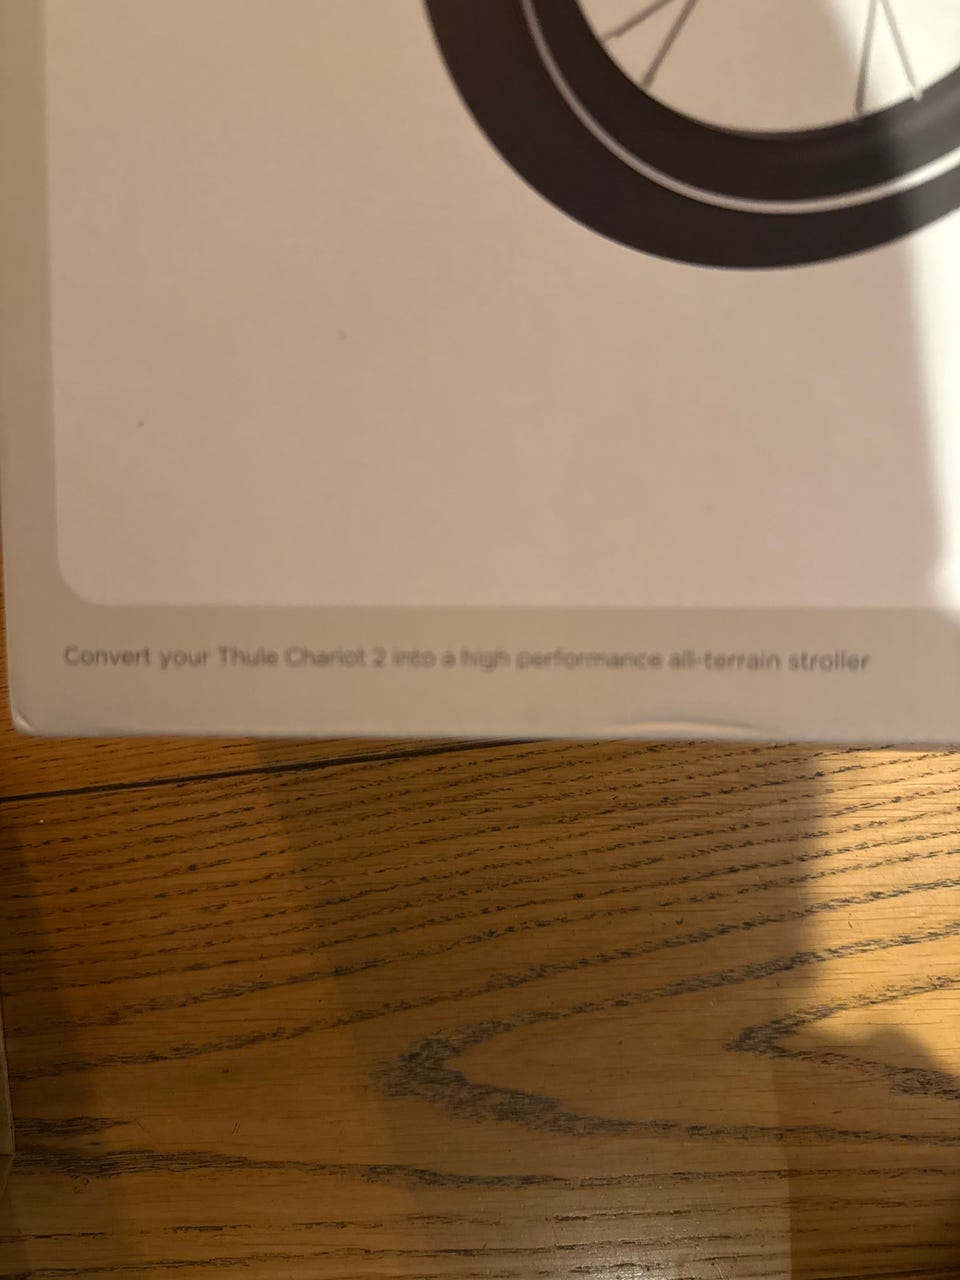 Convert your Thule Chariot 2 into a high performance all-terrain stroller